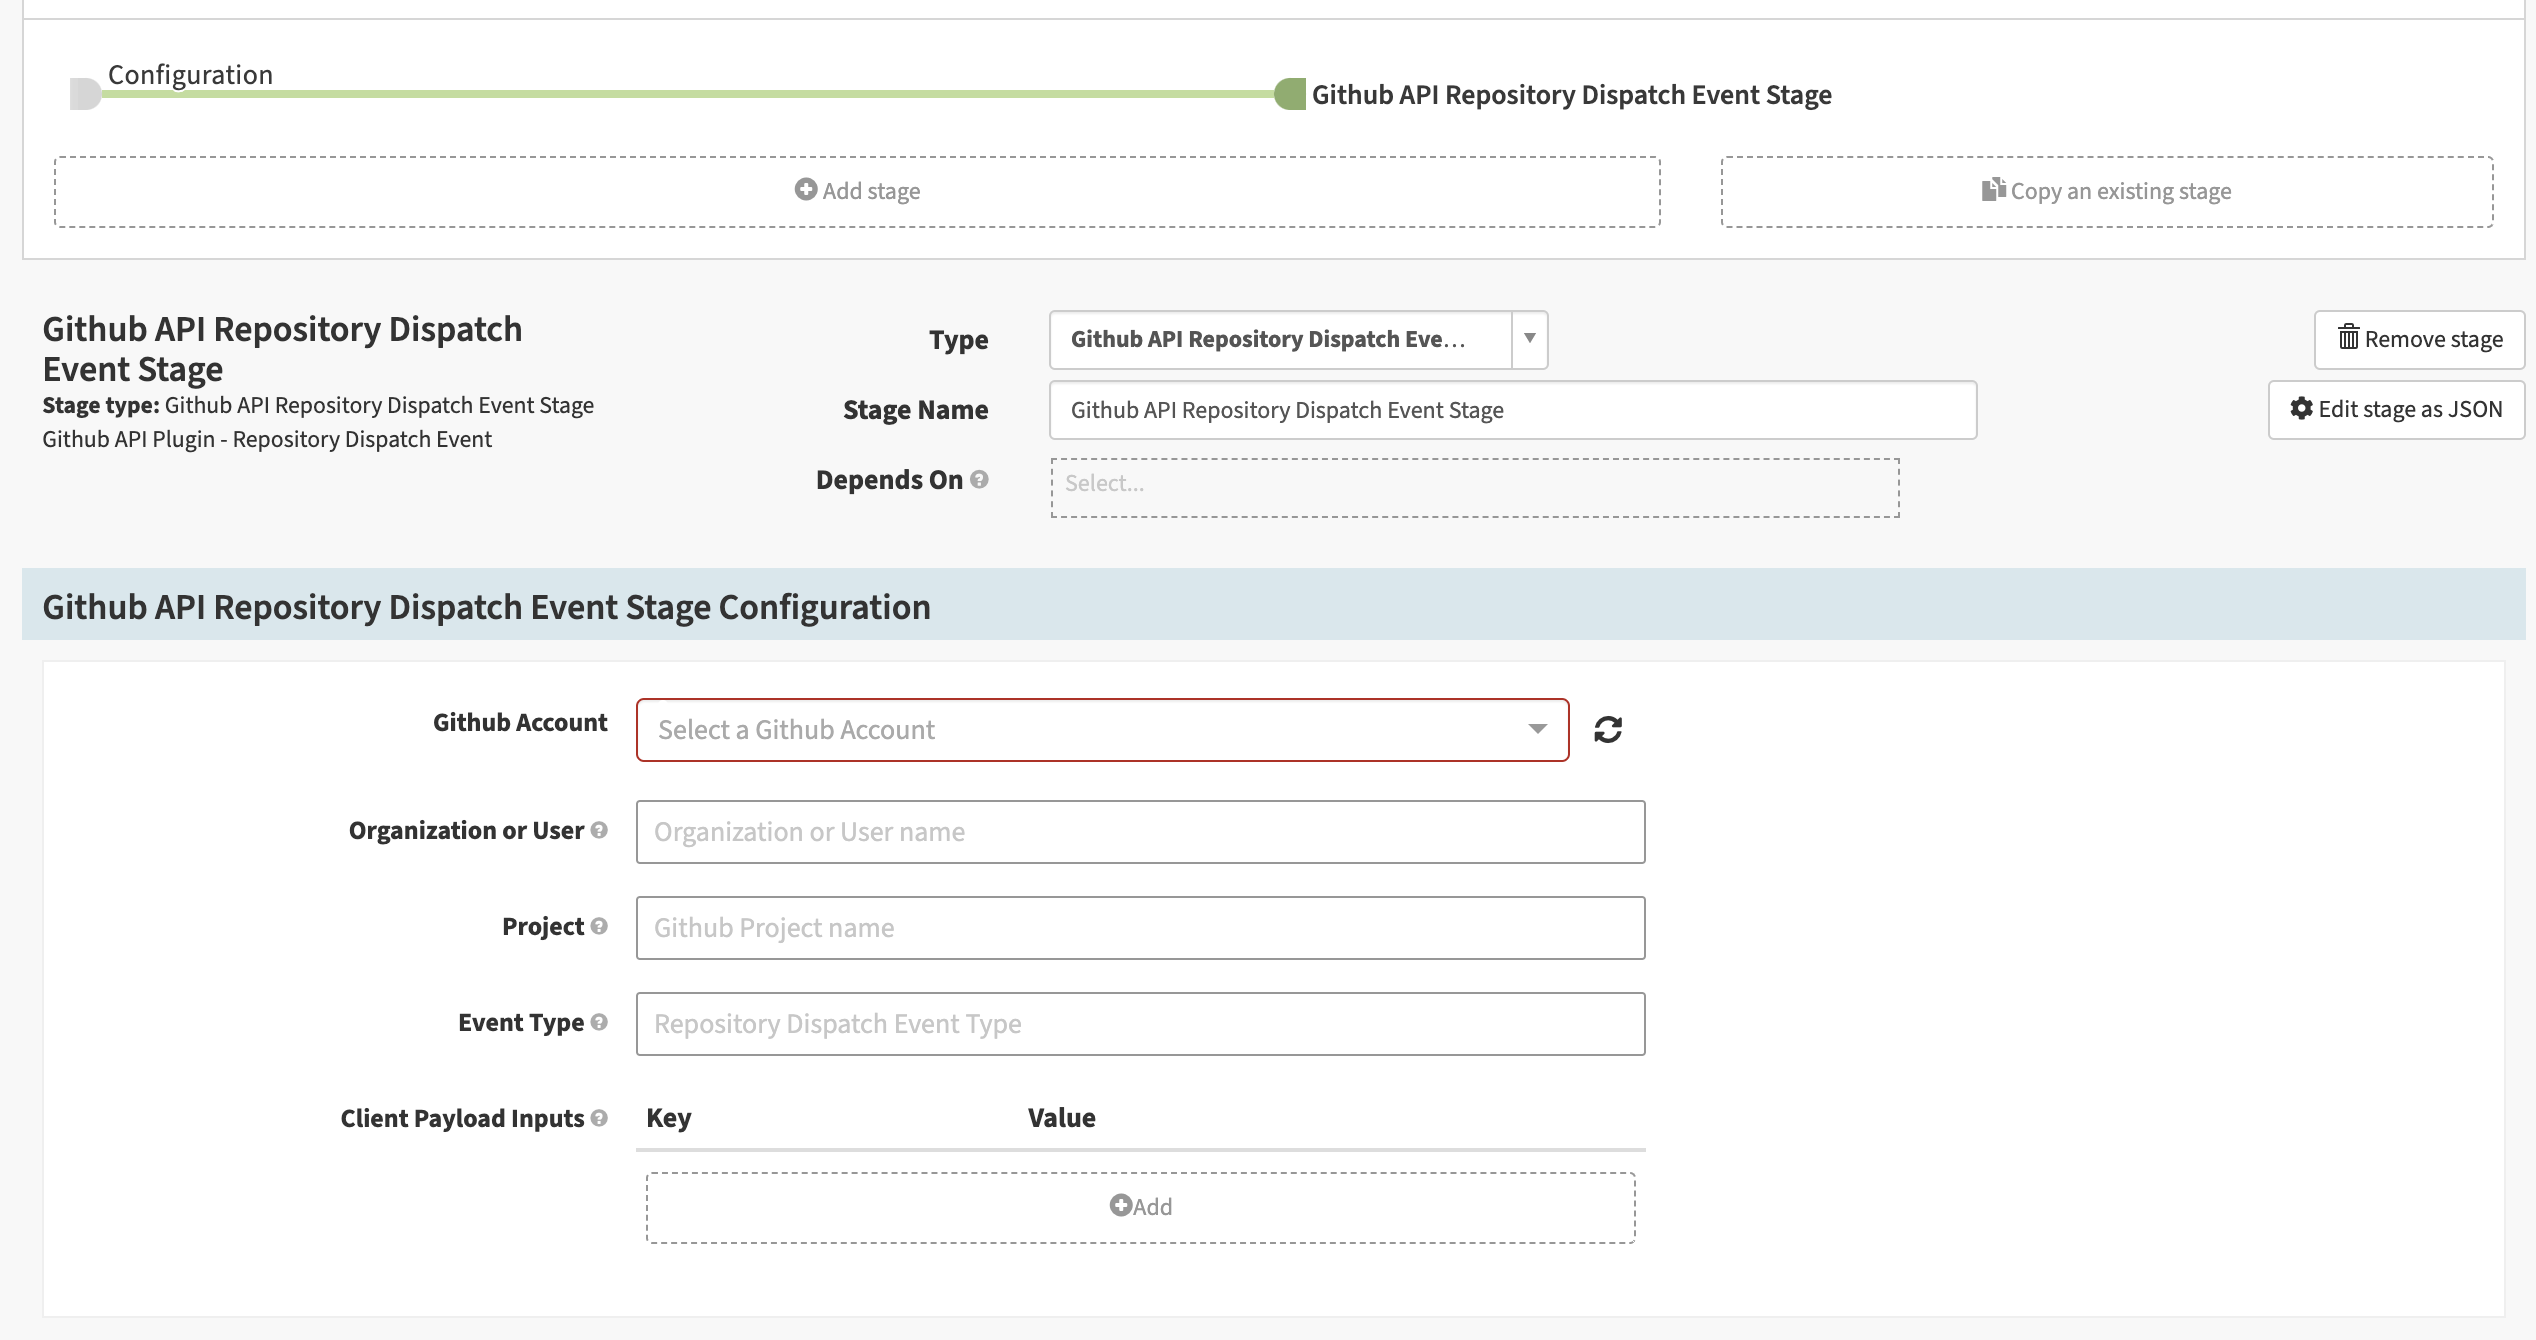 Configuration
Github API Repository Dispatch Event Stage
Add stage
Copy an existing stage
Github API Repository Dispatch
Event Stage
Stage type: Github API Repository Dispatch Event Stage
Github API Plugin - Repository Dispatch Event
Type
Github API Repository Dispatch Eve...
Stage Name
Github API Repository Dispatch Event Stage
Depends On
Select...
Remove stage
Edit stage as JSON
Github API Repository Dispatch Event Stage Configuration
Github Account
Select a Github Account
Organization or User
Organization or User name
Project
Github Project name
Event Type
Repository Dispatch Event Type
Client Payload Inputs
Key Value
Add